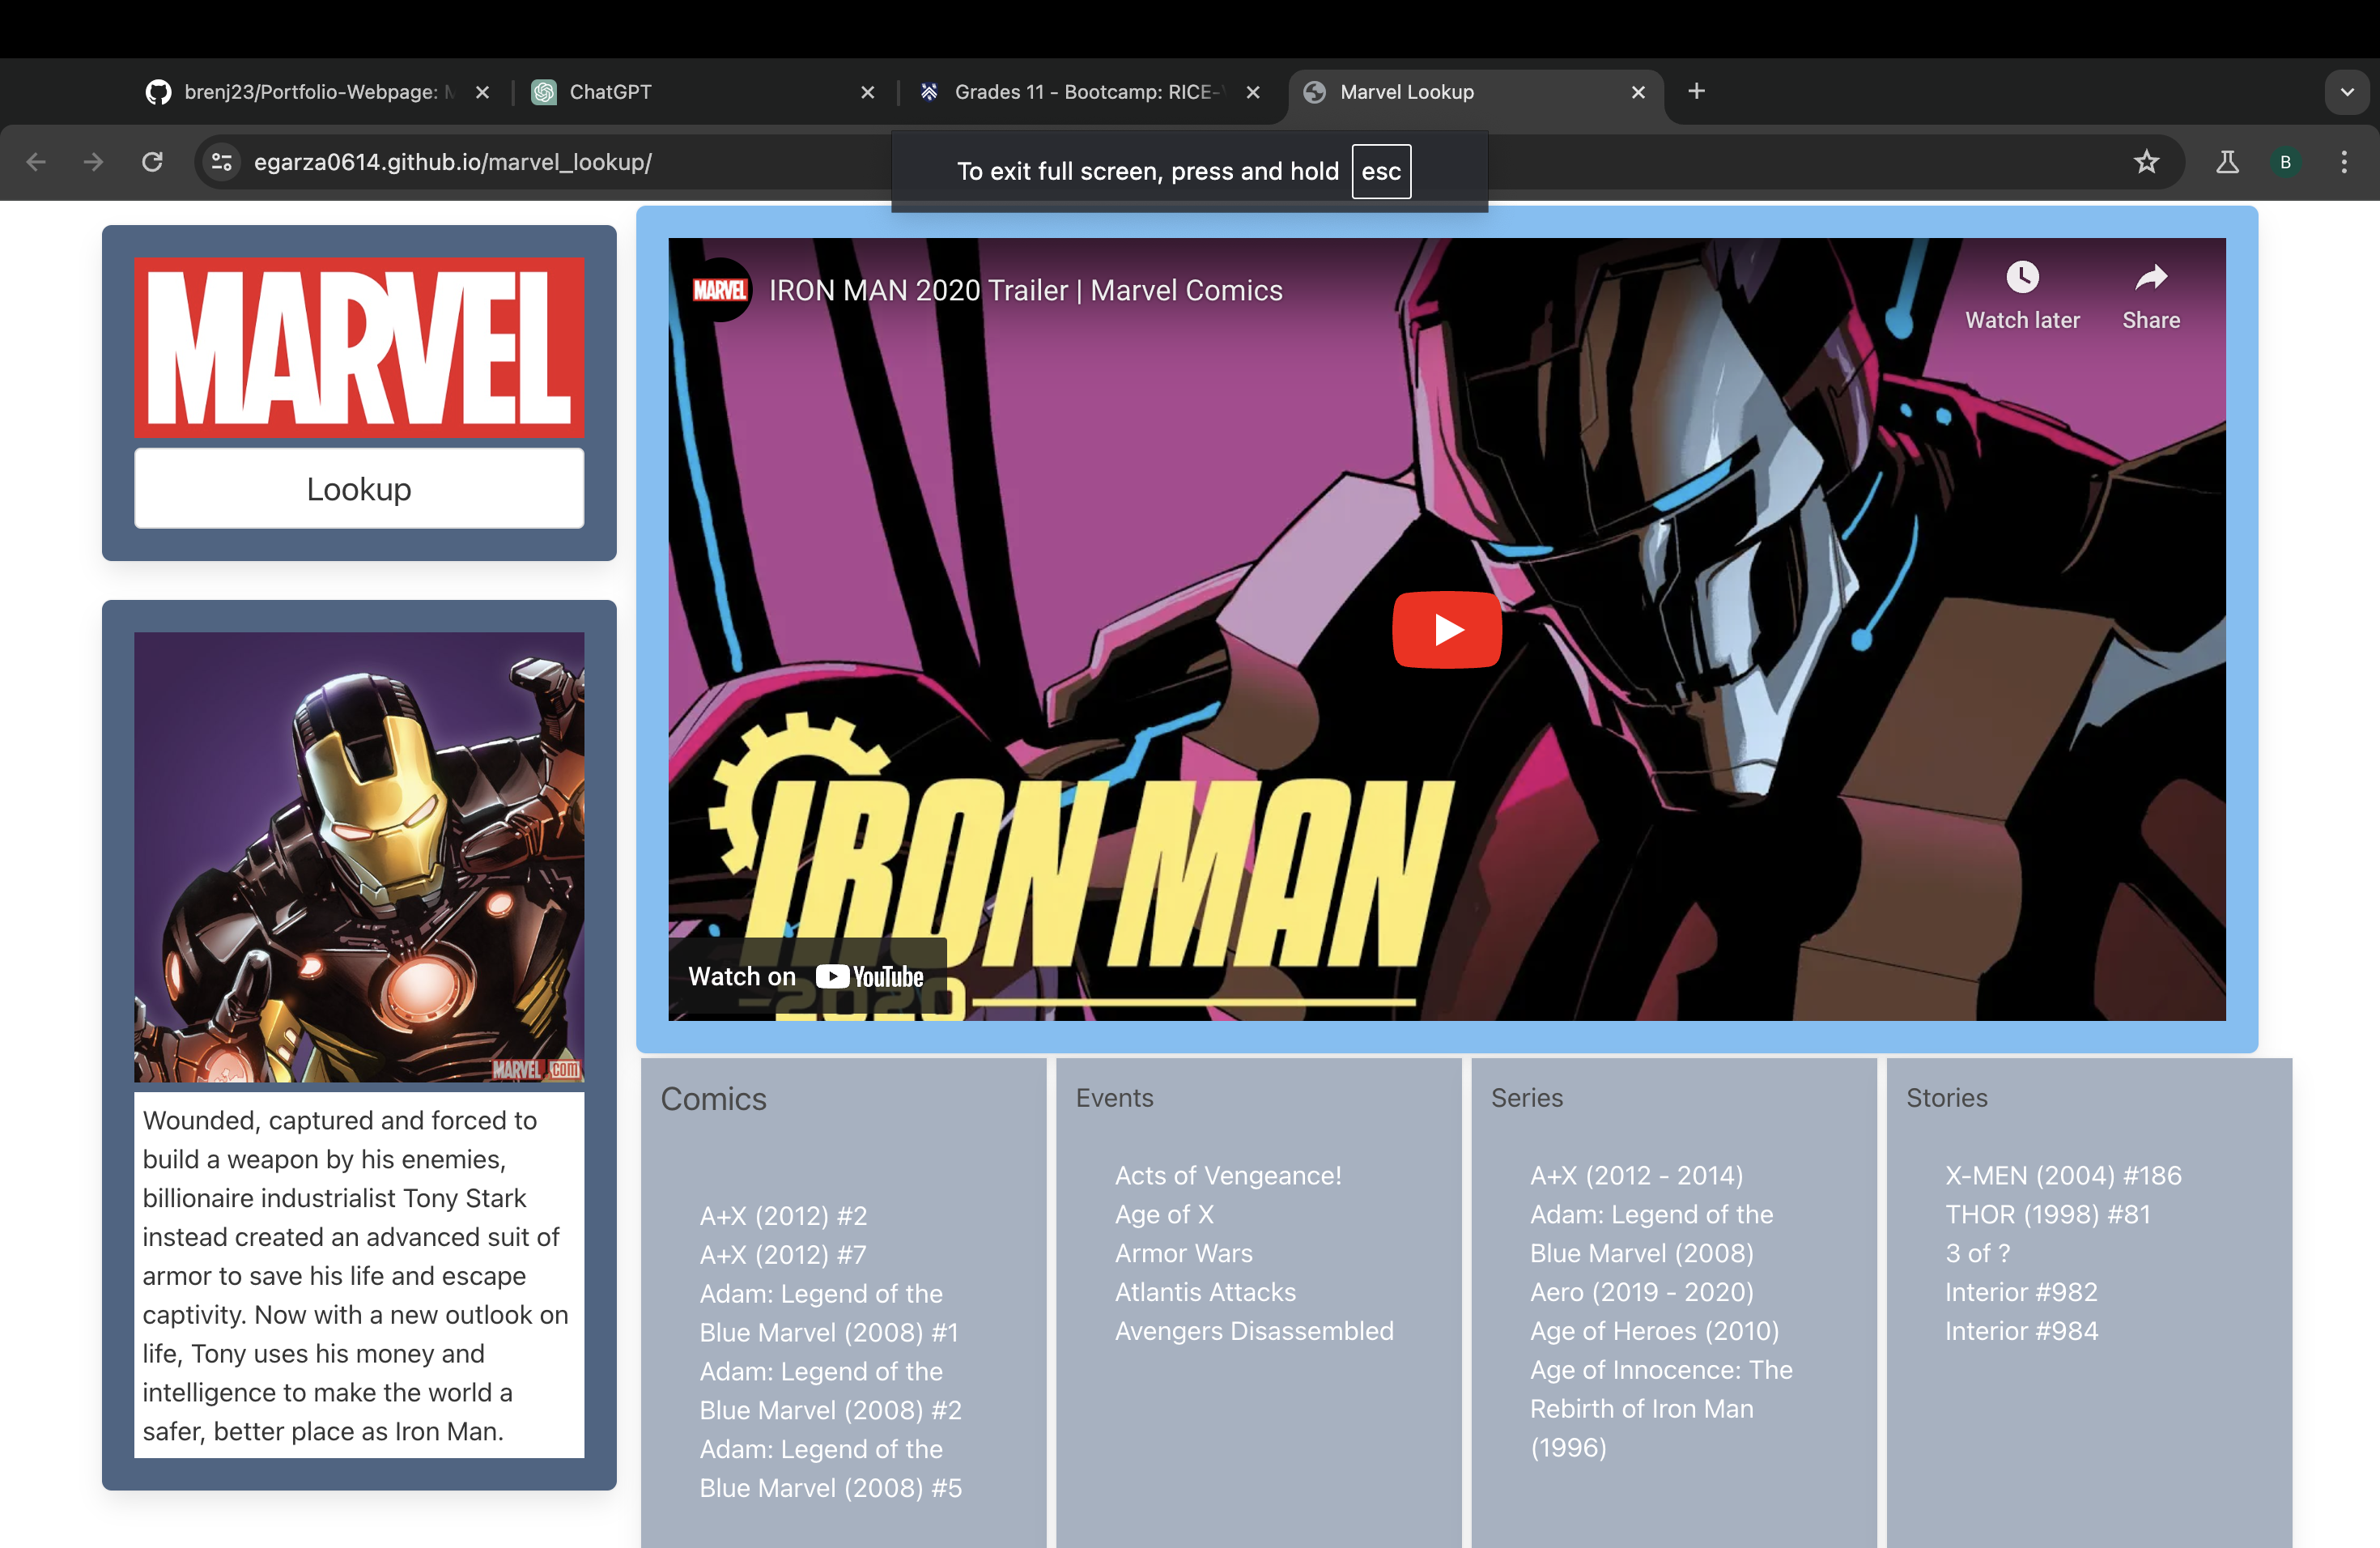 brenj23/Portfolio-Webpage:
ChatGPT
Grades 11 - Bootcamp: RICE-
Marvel Lookup
egarza0614.github.io/marvel_lookup/
To exit full screen, press and hold esc
B
MARVEL
Lookup
MARVEL.COM
Wounded, captured and forced to
build a weapon by his enemies,
billionaire industrialist Tony Stark
instead created an advanced suit of
armor to save his life and escape
captivity. Now with a new outlook on
life, Tony uses his money and
intelligence to make the world a
safer, better place as Iron Man.
MARVEL
IRON MAN 2020 Trailer | Marvel Comics
Watch later
Share
IRON MAN
2020
Watch on YouTube
Comics
A+X (2012) #2
A+X (2012) #7
Adam: Legend of the
Blue Marvel (2008) #1
Adam: Legend of the
Blue Marvel (2008) #2
Adam: Legend of the
Blue Marvel (2008) #5
Events
Acts of Vengeance!
Age of X
Armor Wars
Atlantis Attacks
Avengers Disassembled
Series
A+X (2012 - 2014)
Adam: Legend of the
Blue Marvel (2008)
Aero (2019 - 2020)
Age of Heroes (2010)
Age of Innocence: The
Rebirth of Iron Man
(1996)
Stories
X-MEN (2004) #186
THOR (1998) #81
3 of ?
Interior #982
Interior #984